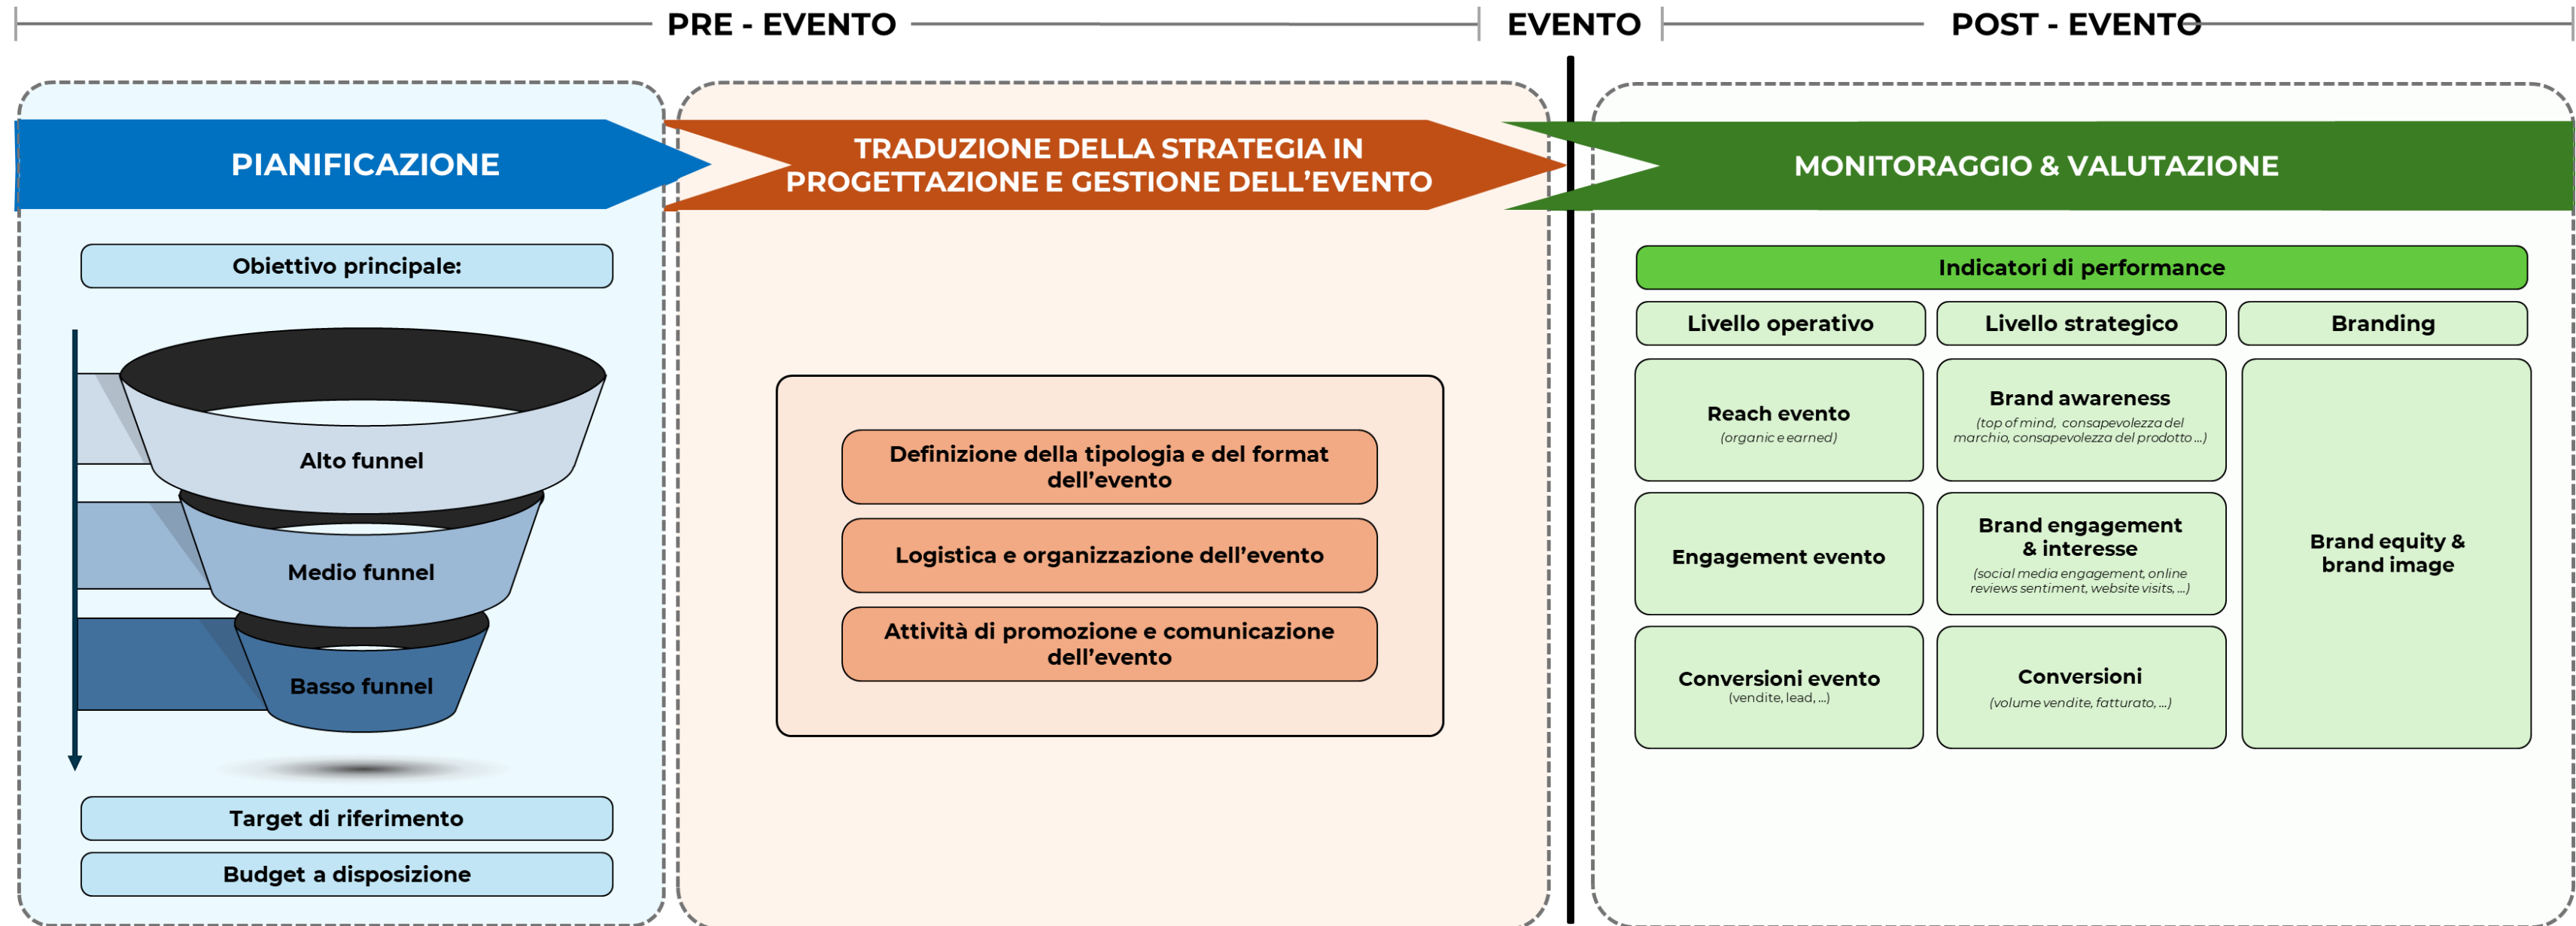 PRE - EVENTO
EVENTO
POST - EVENTO
PIANIFICAZIONE
Obiettivo principale:
Alto funnel
Medio funnel
Basso funnel
Target di riferimento
Budget a disposizione
TRADUZIONE DELLA STRATEGIA IN
PROGETTAZIONE E GESTIONE DELL’EVENTO
Definizione della tipologia e del format
dell’evento
Logistica e organizzazione dell’evento
Attività di promozione e comunicazione
dell’evento
MONITORAGGIO & VALUTAZIONE
Indicatori di performance
Livello operativo
Livello strategico
Branding
Reach evento
(organic e earned)
Brand awareness
(top of mind, consapevolezza del
marchio, consapevolezza del prodotto ...)
Engagement evento
Brand engagement
& interesse
(social media engagement, online
reviews sentiment, website visits, ...)
Conversioni evento
(vendite, lead, ...)
Conversioni
(volume vendite, fatturato, ...)
Brand equity &
brand image